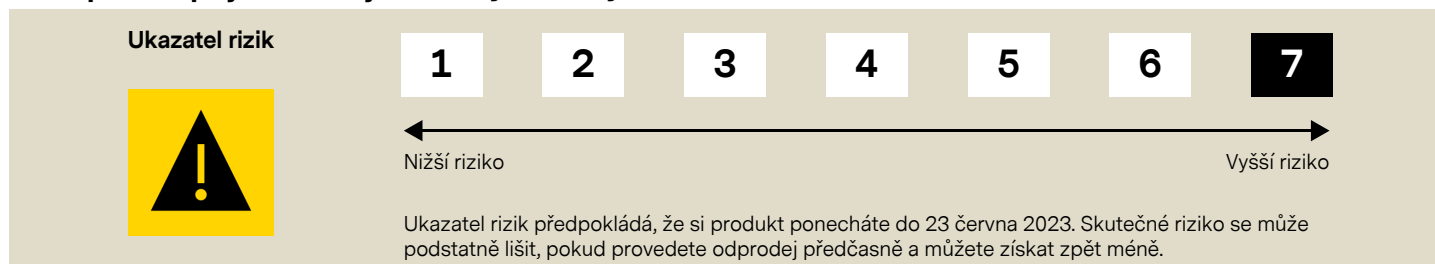 Ukazatel rizik
1 2 3 4 5 6 7
Nižší riziko Vyšší riziko
Ukazatel rizik předpokládá, že si produkt ponecháte do 23 června 2023. Skutečné riziko se může
podstatně lišit, pokud provedete odprodej předčasně a můžete získat zpět méně.